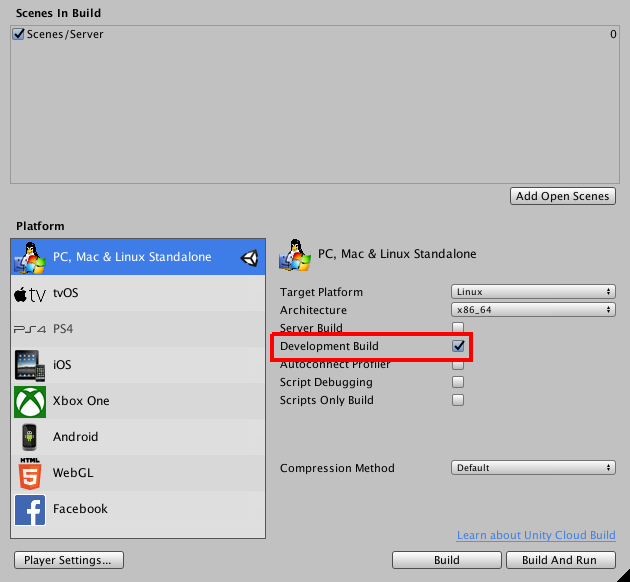 Scenes In Build
Scenes/Server 0
Add Open Scenes
Platform
PC, Mac & Linux Standalone
tv tvOS
PS4 PS4
iOS
Xbox One
Android
HTML 5 WebGL
f Facebook
PC, Mac & Linux Standalone
Target Platform Linux
Architecture x86_64
Server Build
Development Build
Autoconnect Profiler
Script Debugging
Scripts Only Build
Compression Method Default
Learn about Unity Cloud Build
Player Settings...
Build
Build And Run